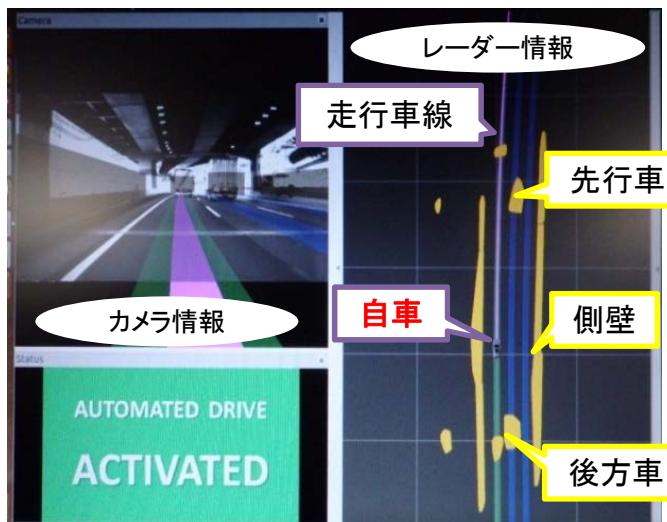 Camera
レーダー情報
走行車線
先行車
自車
側壁
カメラ情報
Status
AUTOMATED DRIVE
ACTIVATED
後方車